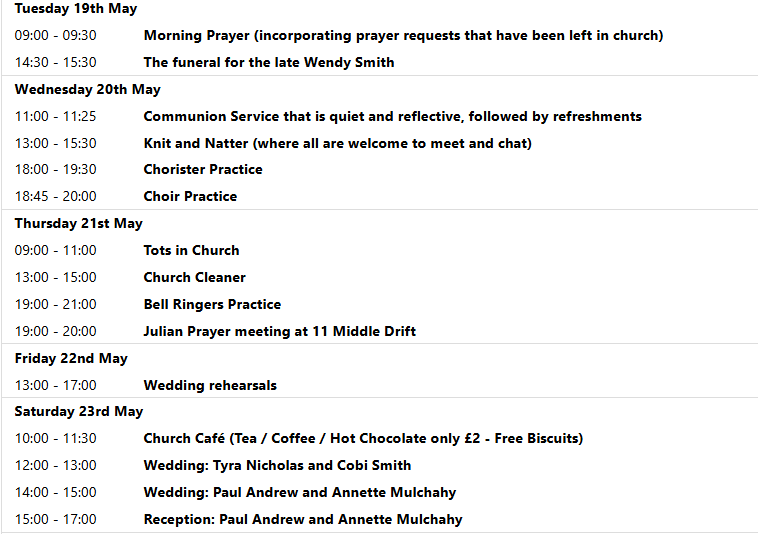 Tuesday 19th May
09:00 - 09:30 Morning Prayer (incorporating prayer requests that have been left in church)
14:30 - 15:30 The funeral for the late Wendy Smith
Wednesday 20th May
11:00 - 11:25 Communion Service that is quiet and reflective, followed by refreshments
13:00 - 15:30 Knit and Natter (where all are welcome to meet and chat)
18:00 - 19:30 Chorister Practice
18:45 - 20:00 Choir Practice
Thursday 21st May
09:00 - 11:00 Tots in Church
13:00 - 15:00 Church Cleaner
19:00 - 21:00 Bell Ringers Practice
19:00 - 20:00 Julian Prayer meeting at 11 Middle Drift
Friday 22nd May
13:00 - 17:00 Wedding rehearsals
Saturday 23rd May
10:00 - 11:30 Church Café (Tea / Coffee / Hot Chocolate only £2 - Free Biscuits)
12:00 - 13:00 Wedding: Tyra Nicholas and Cobi Smith
14:00 - 15:00 Wedding: Paul Andrew and Annette Mulchahy
15:00 - 17:00 Reception: Paul Andrew and Annette Mulchahy